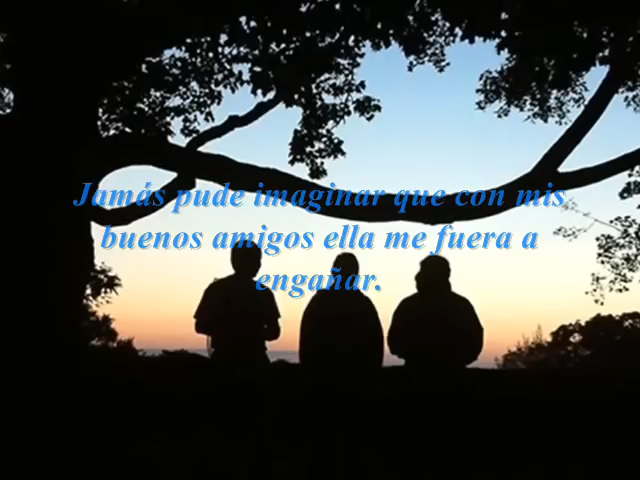 Jamás pude imaginar que con mis
buenos amigos ella me fuera a
engañar.